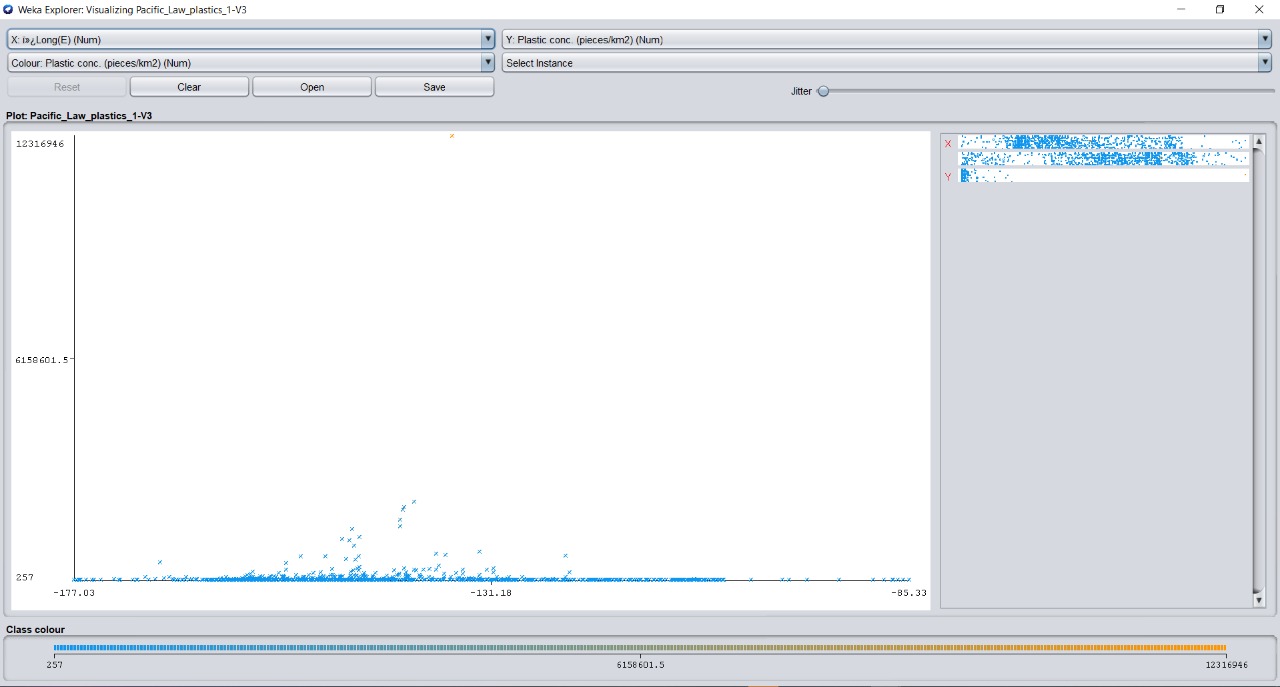 Weka Explorer: Visualizing Pacific_Law_plastics_1-V3
X: ï»¿Long(E) (Num)
Y: Plastic conc. (pieces/km2) (Num)
Colour: Plastic conc. (pieces/km2) (Num)
Select Instance
Reset
Clear
Open
Save
Jitter
Plot: Pacific_Law_plastics_1-V3
12316946
6158601.5
257
-177.03
-131.18
-85.33
X
Y
Class colour
257
6158601.5
12316946